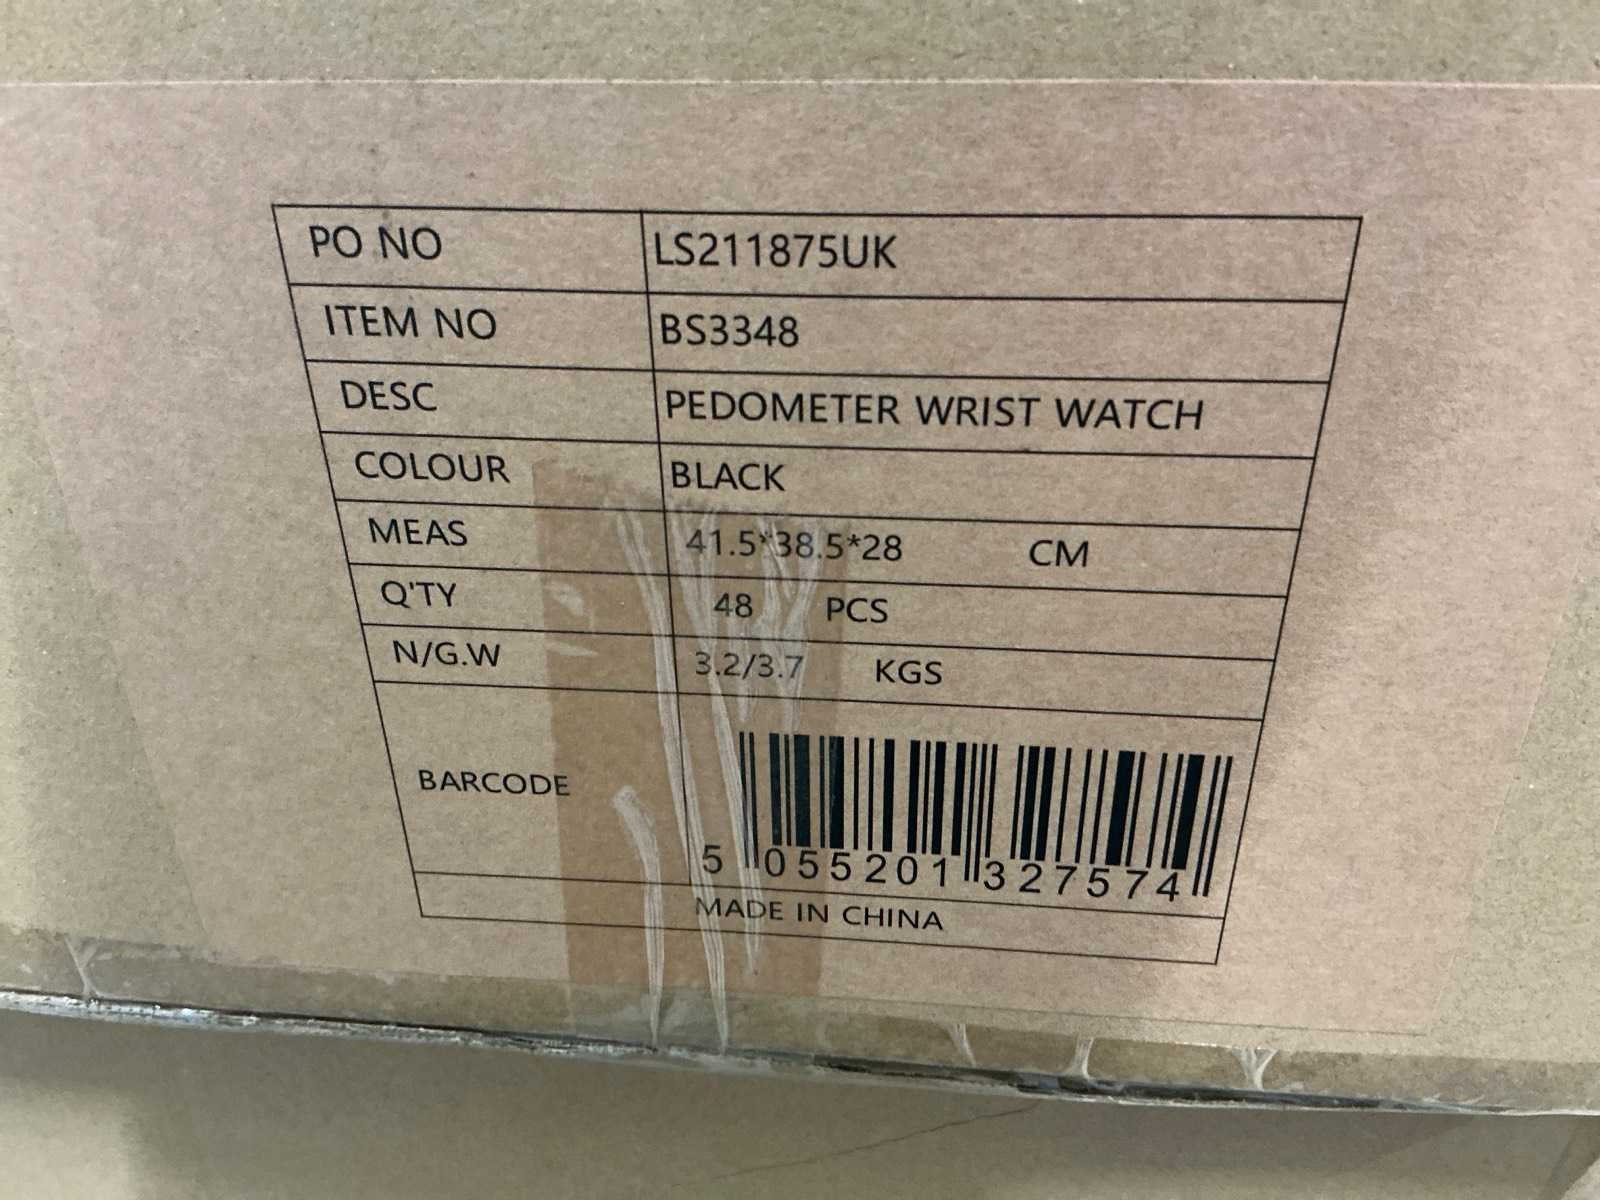 PO NO LS211875UK
ITEM NO BS3348
DESC PEDOMETER WRIST WATCH
COLOUR BLACK
MEAS 41.5*38.5*28 CM
Q'TY 48 PCS
N/G.W 3.2/3.7 KGS
BARCODE
5 055201 327574
MADE IN CHINA